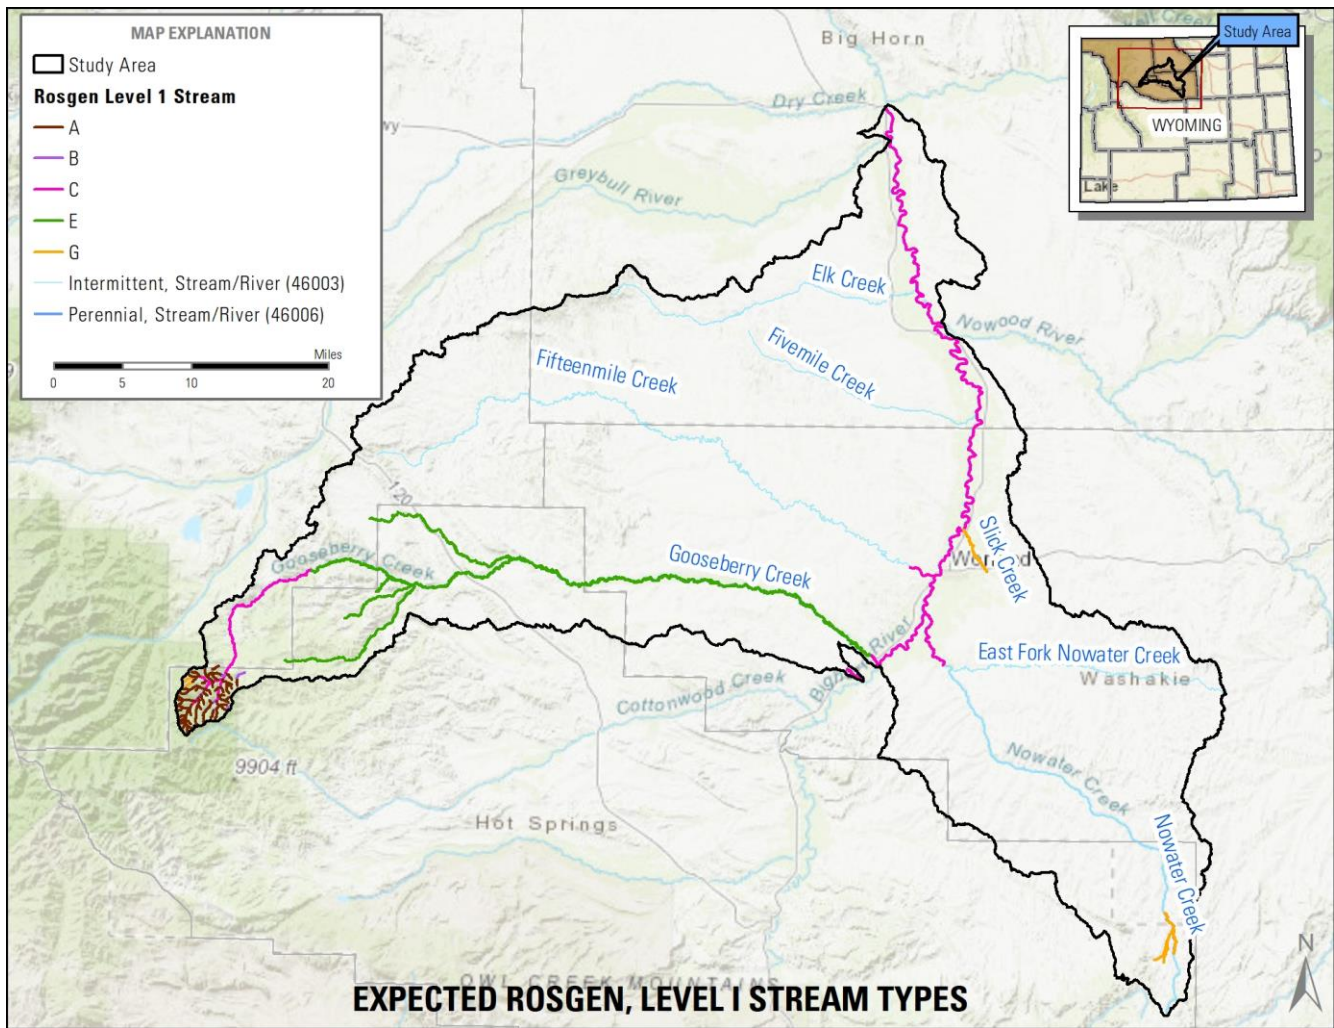 MAP EXPLANATION
Study Area
Rosgen Level 1 Stream
A
B
C
E
G
Intermittent, Stream/River (46003)
Perennial, Stream/River (46006)
Miles
0 5 10 20
Big Horn
Study Area
WYOMING
Lake
Dry Creek
Greybull River
Elk Creek
Nowood River
Fivemile Creek
Fifteenmile Creek
120
Slick Creek
Gooseberry Creek
Gooseberry Creek
East Fork Nowater Creek
Washakie
Cottonwood Creek
River
9904 ft
Nowater Creek
Hot Springs
Nowater Creek
N
OWL CREEK MOUNTAINS
EXPECTED ROSGEN, LEVEL I STREAM TYPES